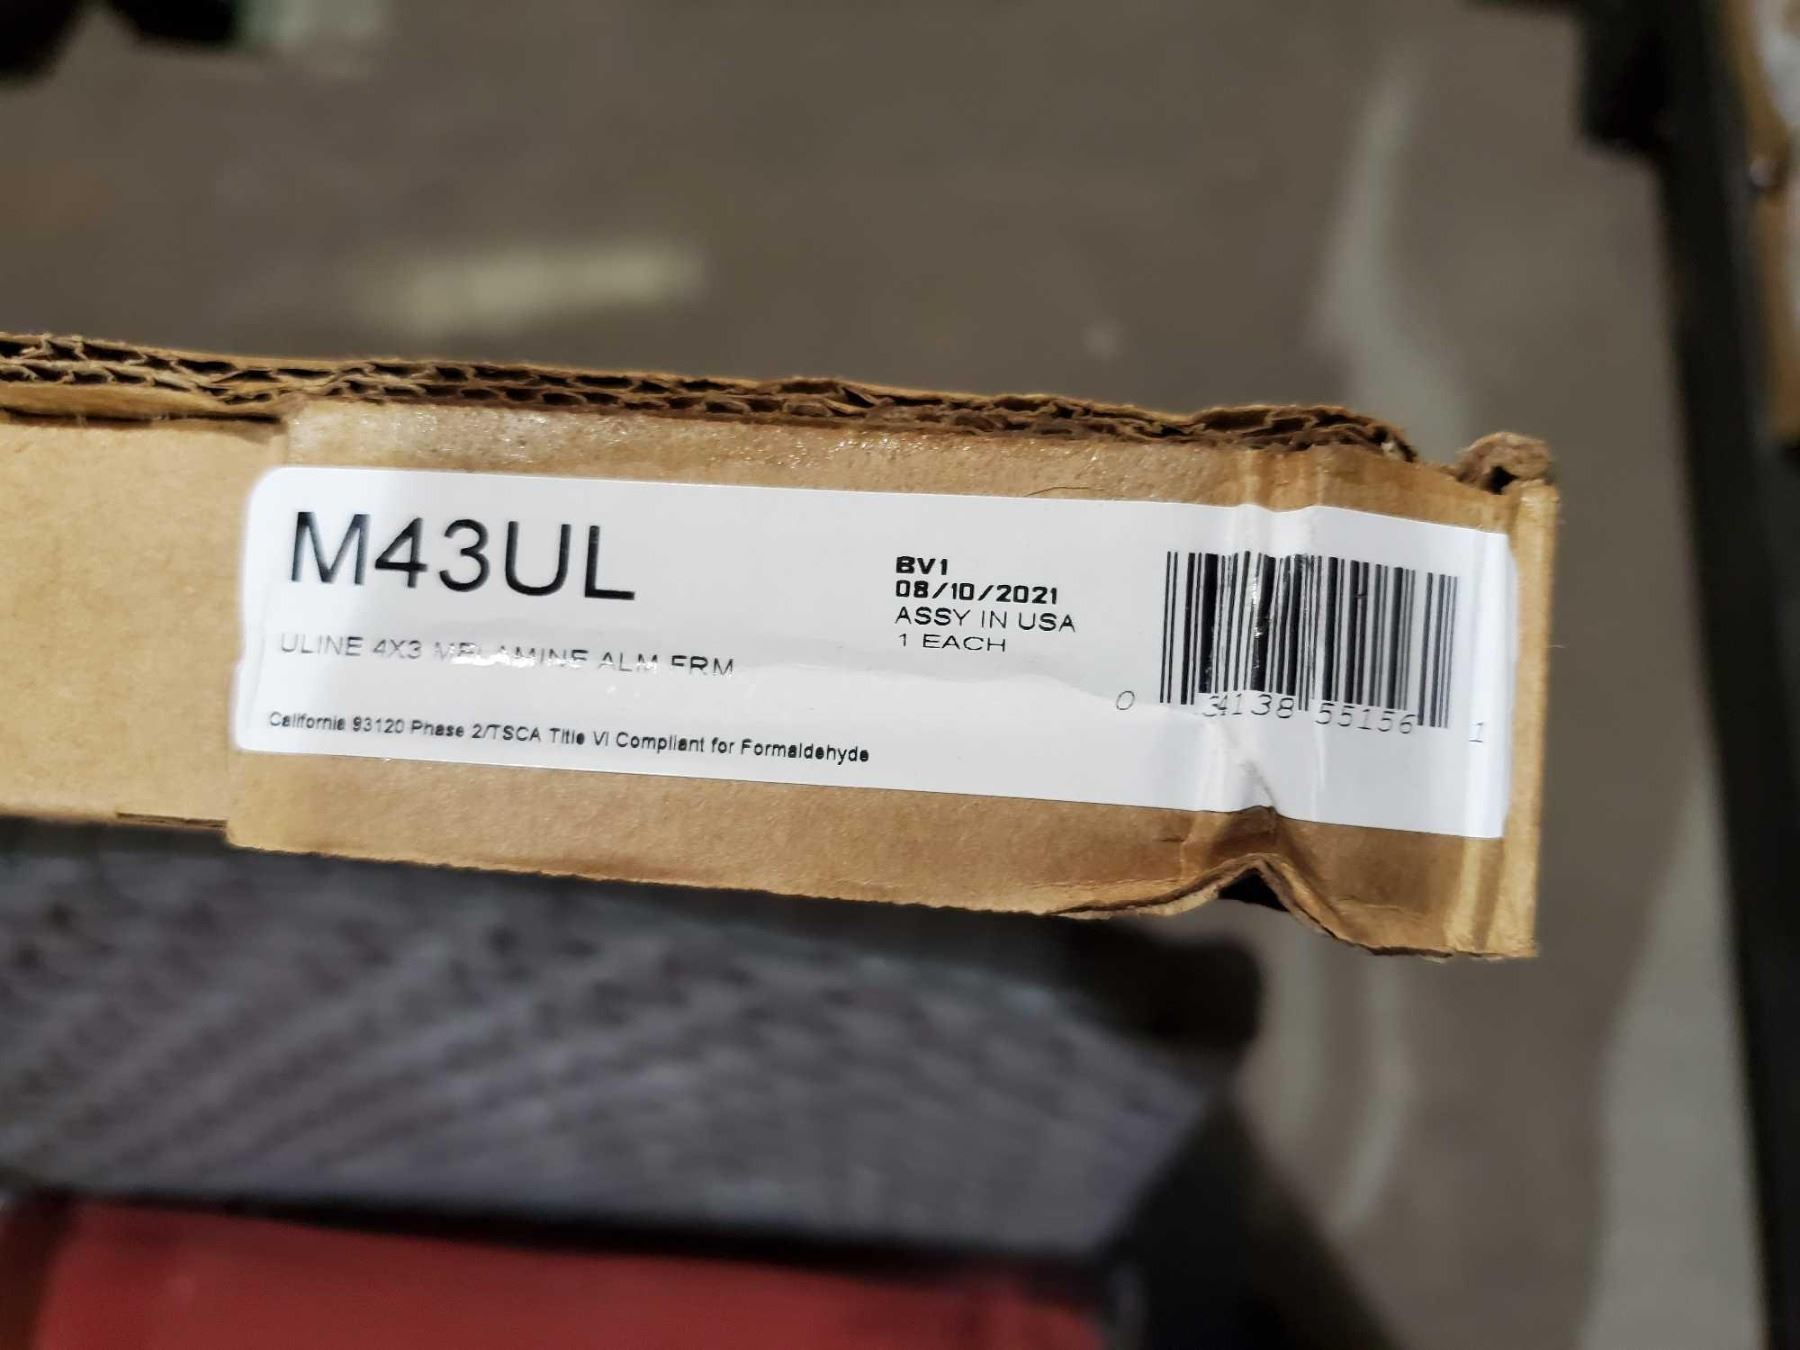 M43UL
ULINE 4X3 MELAMINE ALM FRM
California 93120 Phase 2/TSCA Title VI Compliant for Formaldehyde
BV1
08/10/2021
ASSY IN USA
1 EACH
0 34138 55156 1